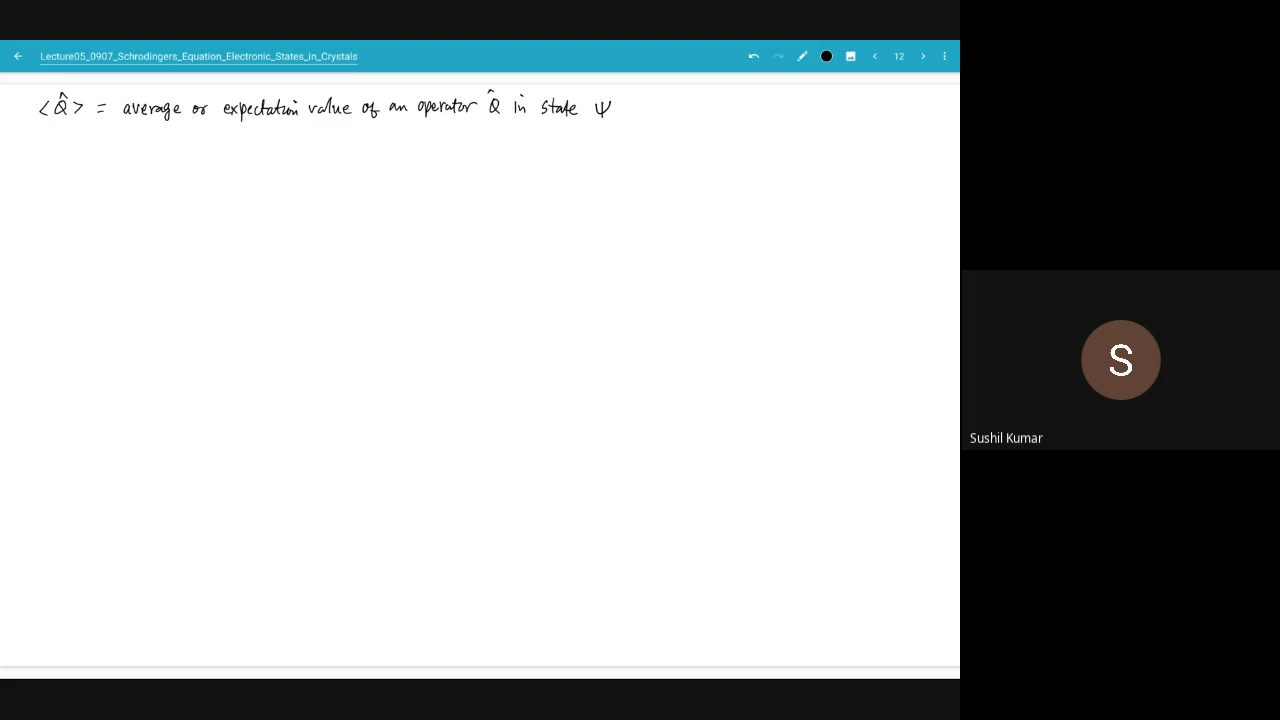 Lecture05_0907_Schrodingers_Equation_Electronic_States_in_Crystals
12
<Q̂> = average or expectation value of an operator Q̂ in state Ψ
S
Sushil Kumar